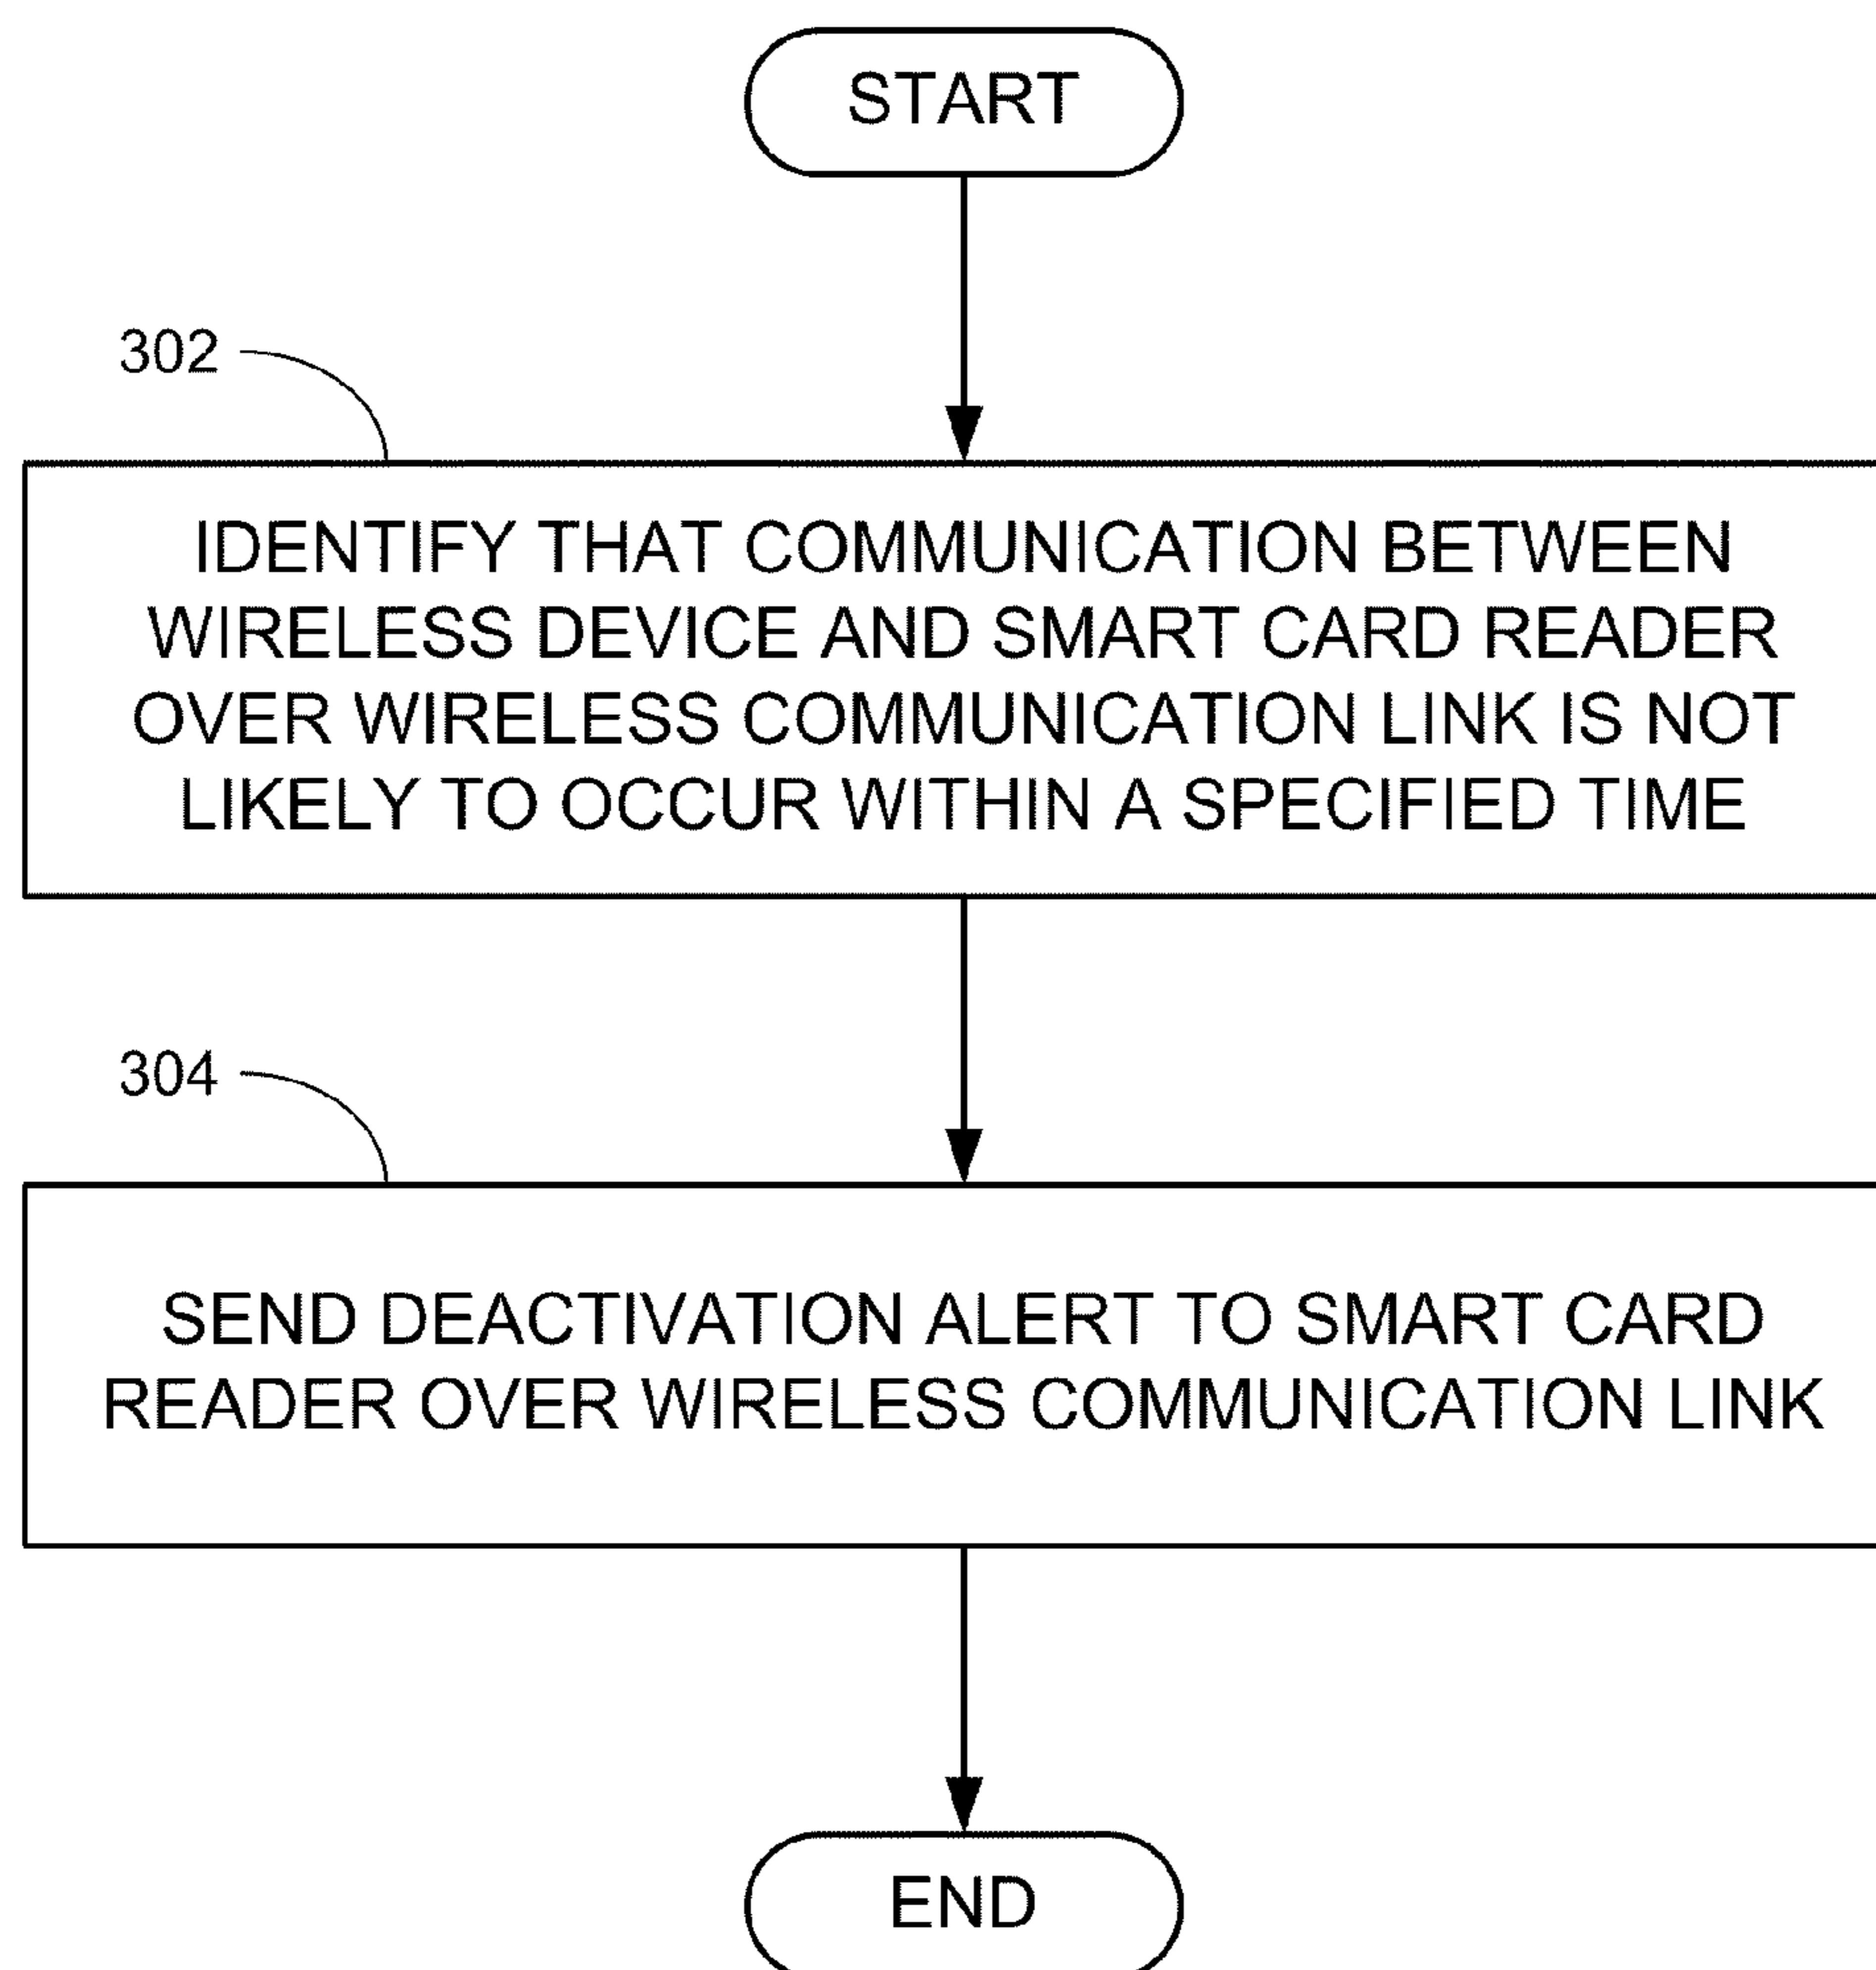 START
302
IDENTIFY THAT COMMUNICATION BETWEEN
WIRELESS DEVICE AND SMART CARD READER
OVER WIRELESS COMMUNICATION LINK IS NOT
LIKELY TO OCCUR WITHIN A SPECIFIED TIME
304
SEND DEACTIVATION ALERT TO SMART CARD
READER OVER WIRELESS COMMUNICATION LINK
END